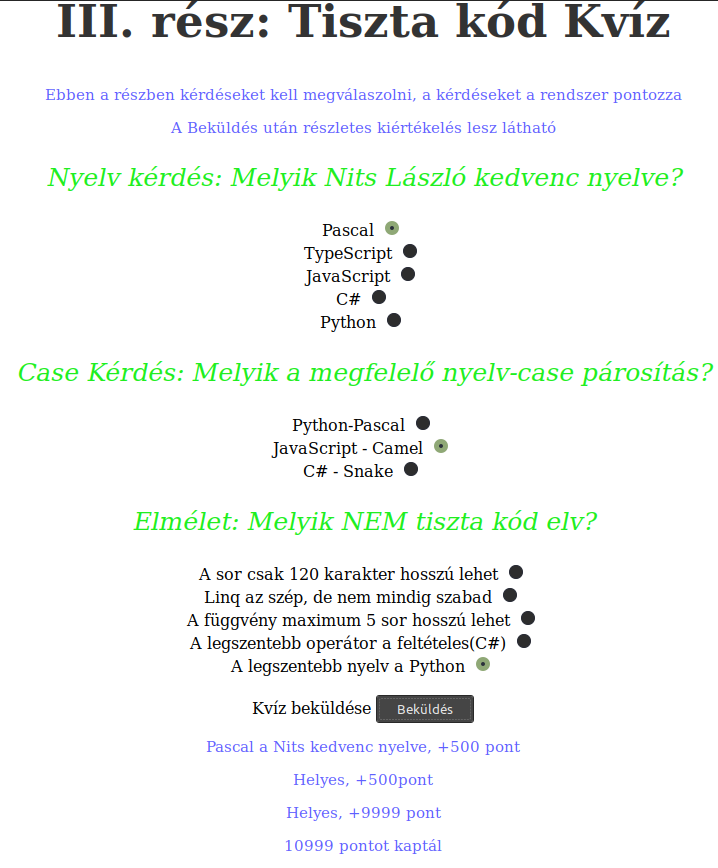 III. rész: Tiszta kód Kvíz
Ebben a részben kérdéseket kell megválaszolni, a kérdéseket a rendszer pontozza
A Beküldés után részletes kiértékelés lesz látható
Nyelv kérdés: Melyik Nits László kedvenc nyelve?
Pascal
TypeScript
JavaScript
C#
Python
Case Kérdés: Melyik a megfelelő nyelv-case párosítás?
Python-Pascal
JavaScript - Camel
C# - Snake
Elmélet: Melyik NEM tiszta kód elv?
A sor csak 120 karakter hosszú lehet
Linq az szép, de nem mindig szabad
A függvény maximum 5 sor hosszú lehet
A legszentebb operátor a feltételes(C#)
A legszentebb nyelv a Python
Kvíz beküldése Beküldés
Pascal a Nits kedvenc nyelve, +500 pont
Helyes, +500pont
Helyes, +9999 pont
10999 pontot kaptál